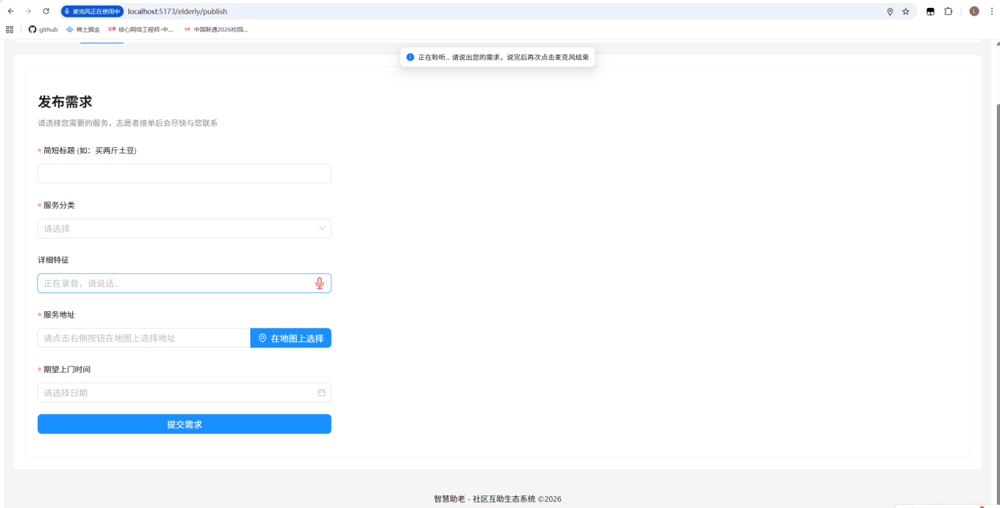 麦克风正在使用中 localhost:5173/elderly/publish L
github 稀土掘金 核心网络工程师-中... 中国联通2026校园...
正在聆听... 请说出您的需求，说完后再次点击麦克风结束
发布需求
请选择您需要的服务，志愿者接单后会尽快与您联系
* 简短标题 (如：买两斤土豆)
* 服务分类
请选择
详细特征
正在录音，请说话...
* 服务地址
请点击右侧按钮在地图上选择地址 在地图上选择
* 期望上门时间
请选择日期
提交需求
智慧助老 - 社区互助生态系统 ©2026